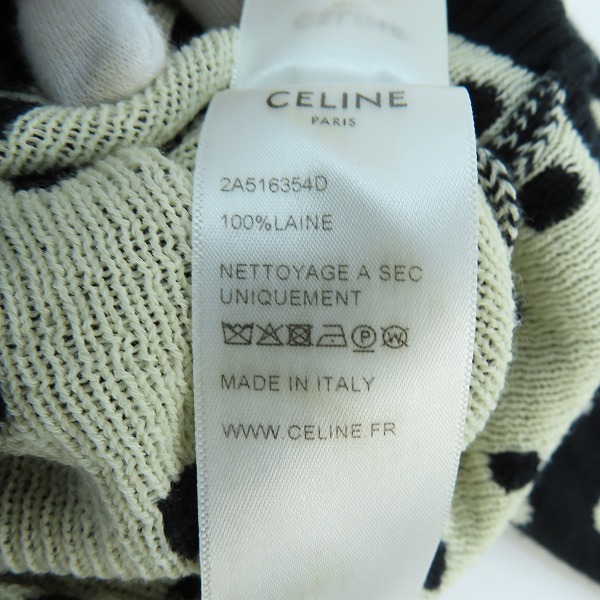 CELINE
PARIS
2A516354D
100%LAINE
NETTOYAGE A SEC
UNIQUEMENT
MADE IN ITALY
WWW.CELINE.FR